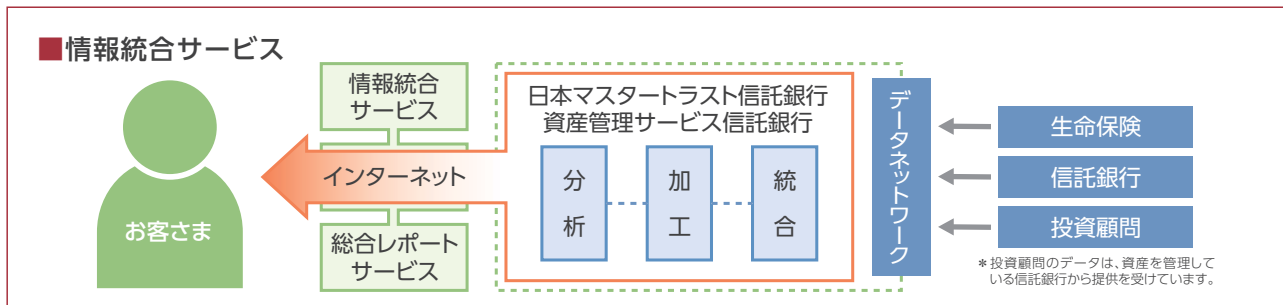 ■情報統合サービス
お客さま
情報統合
サービス
インターネット
総合レポート
サービス
日本マスタートラスト信託銀行
資産管理サービス信託銀行
分析
加工
統合
データネットワーク
生命保険
信託銀行
投資顧問
*投資顧問のデータは、資産を管理して
いる信託銀行から提供を受けています。